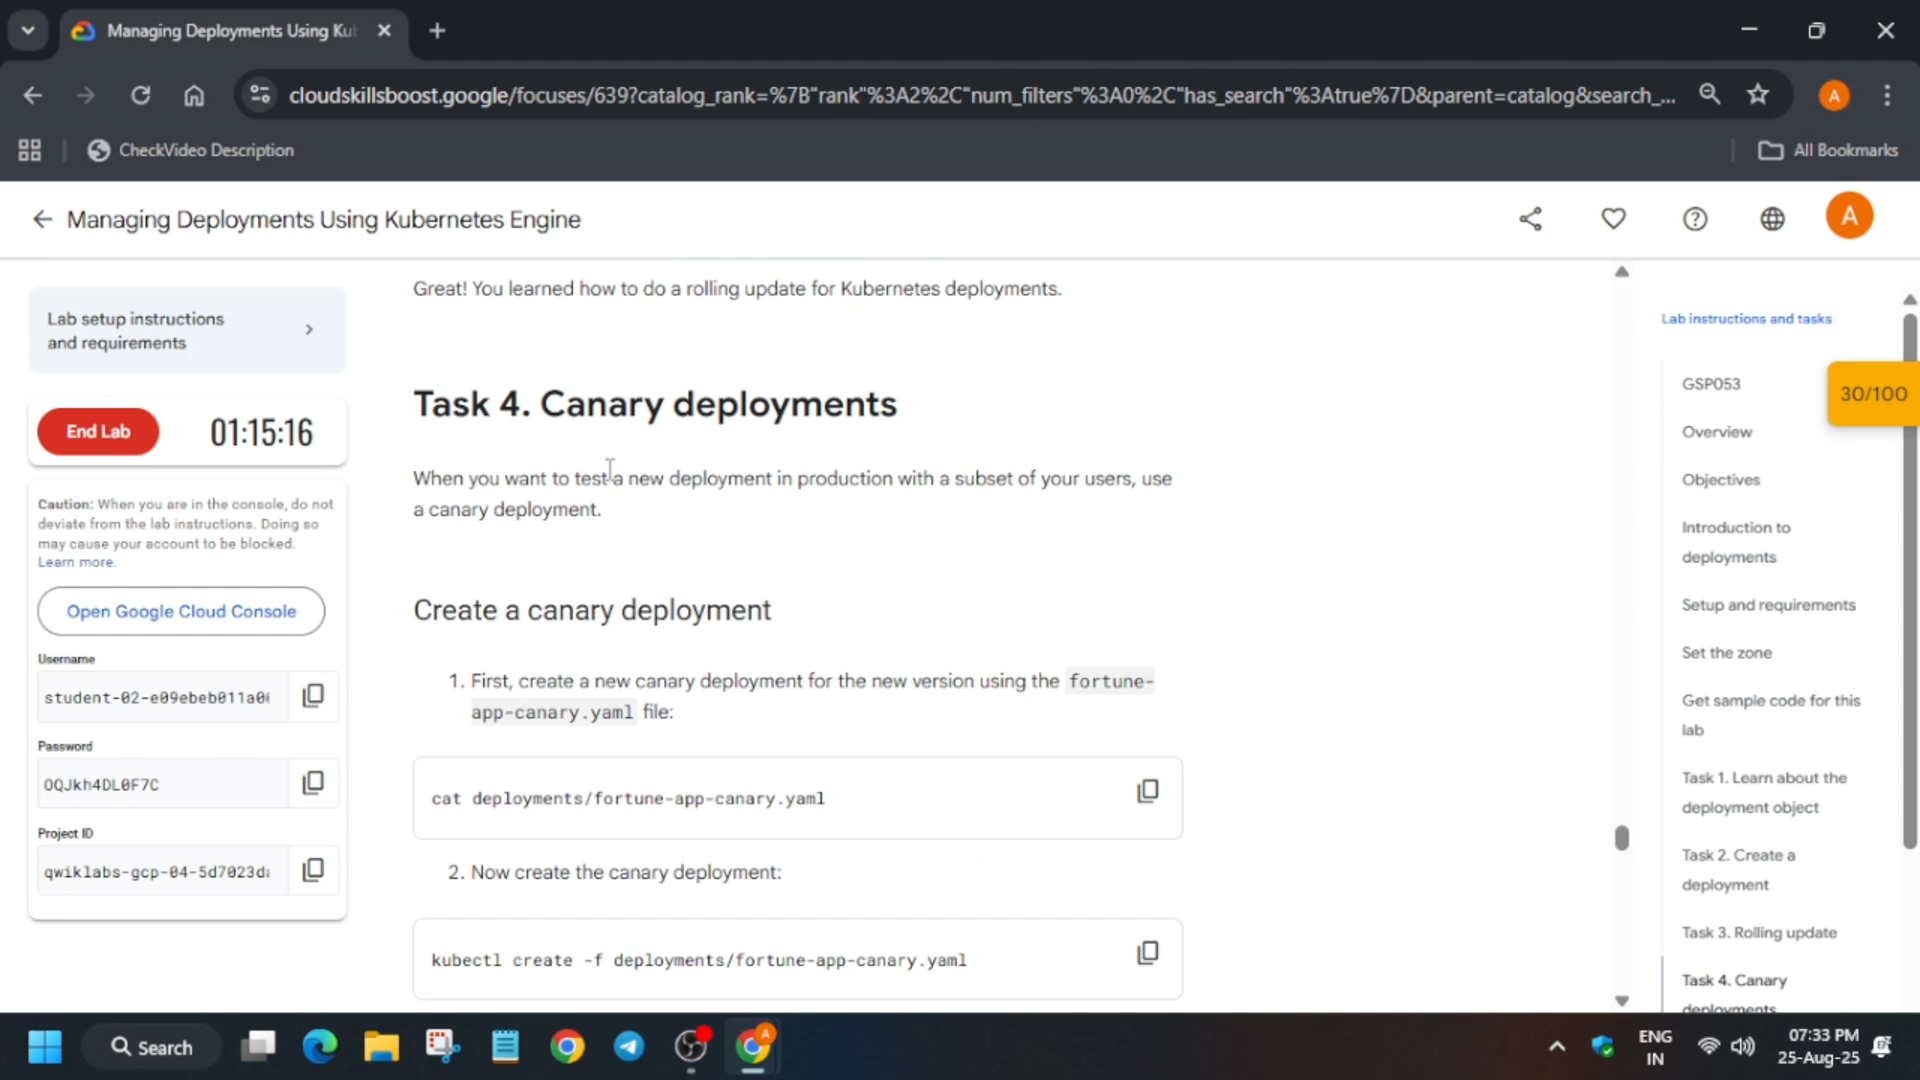 Managing Deployments Using Kub
cloudskillsboost.google/focuses/639?catalog_rank=%7B"rank"%3A2%2C"num_filters"%3A0%2C"has_search"%3Atrue%7D&parent=catalog&search_...
A
CheckVideo Description
All Bookmarks
Managing Deployments Using Kubernetes Engine
A
Lab setup instructions
and requirements
End Lab
01:15:16
Caution: When you are in the console, do not
deviate from the lab instructions. Doing so
may cause your account to be blocked.
Learn more.
Open Google Cloud Console
Username
student-02-e09ebeb011a0
Password
OQJkh4DL0F7C
Project ID
qwiklabs-gcp-04-5d7023d
Great! You learned how to do a rolling update for Kubernetes deployments.
Task 4. Canary deployments
When you want to test a new deployment in production with a subset of your users, use
a canary deployment.
Create a canary deployment
1. First, create a new canary deployment for the new version using the fortune-
app-canary.yaml file:
cat deployments/fortune-app-canary.yaml
2. Now create the canary deployment:
kubectl create -f deployments/fortune-app-canary.yaml
Lab instructions and tasks
GSP053
30/100
Overview
Objectives
Introduction to
deployments
Setup and requirements
Set the zone
Get sample code for this
lab
Task 1. Learn about the
deployment object
Task 2. Create a
deployment
Task 3. Rolling update
Task 4. Canary
deployments
Search
A
ENG
IN
07:33 PM
25-Aug-25